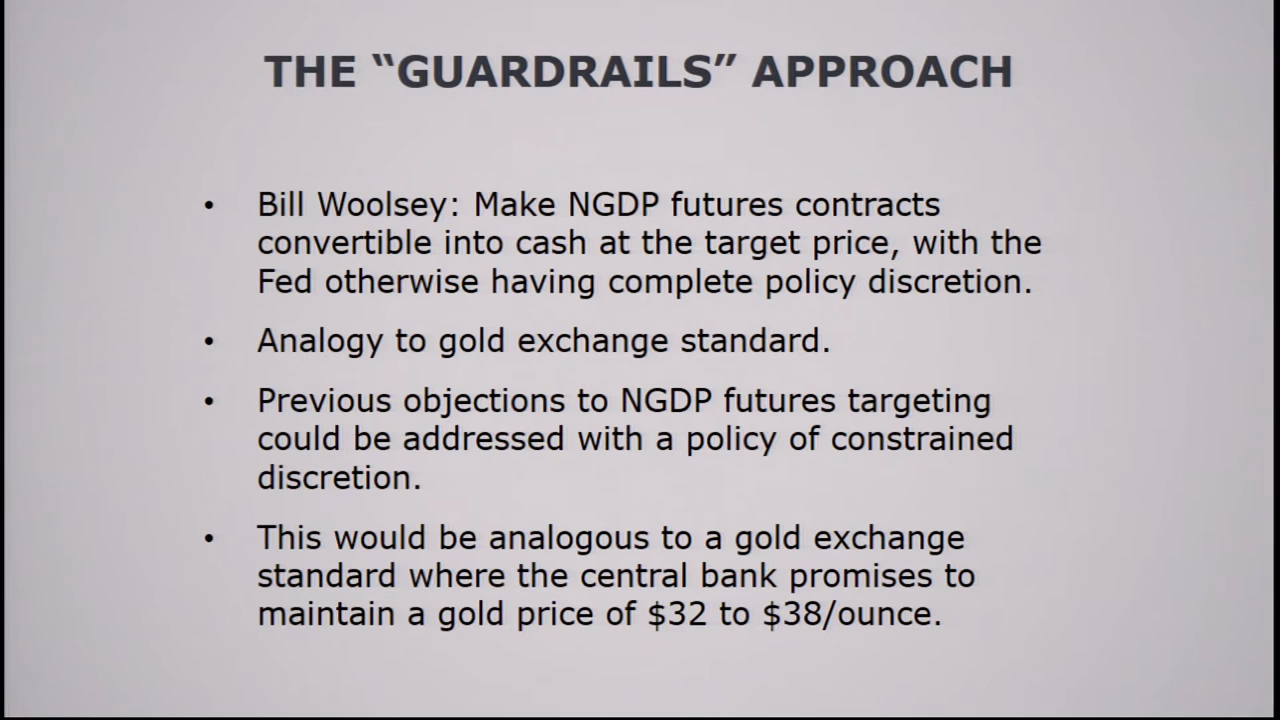 THE “GUARDRAILS” APPROACH
• Bill Woolsey: Make NGDP futures contracts
convertible into cash at the target price, with the
Fed otherwise having complete policy discretion.
• Analogy to gold exchange standard.
• Previous objections to NGDP futures targeting
could be addressed with a policy of constrained
discretion.
• This would be analogous to a gold exchange
standard where the central bank promises to
maintain a gold price of $32 to $38/ounce.